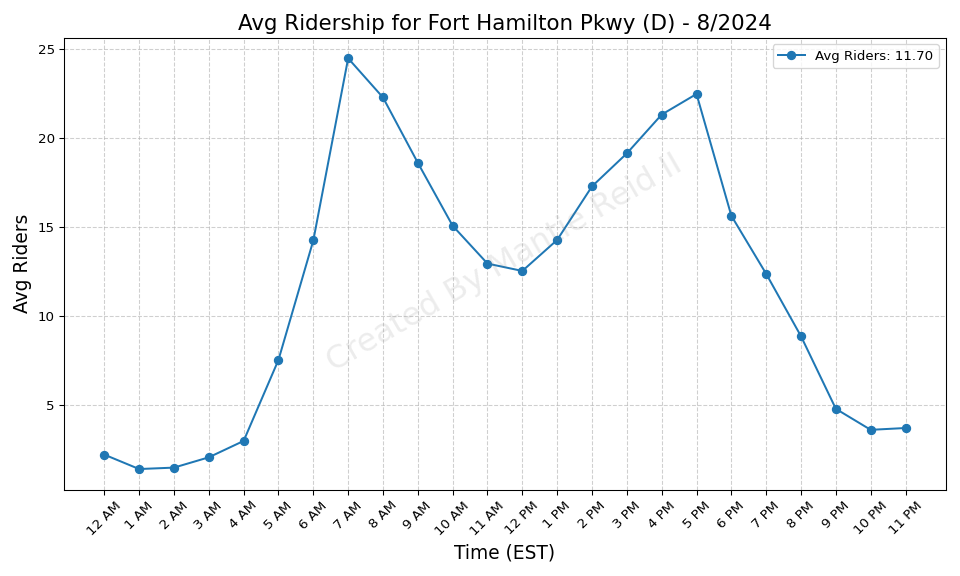 Avg Ridership for Fort Hamilton Pkwy (D) - 8/2024
Avg Riders: 11.70
25
20
15
10
5
Avg Riders
Created By Mantie Reid II
12 AM 1 AM 2 AM 3 AM 4 AM 5 AM 6 AM 7 AM 8 AM 9 AM 10 AM 11 AM 12 PM 1 PM 2 PM 3 PM 4 PM 5 PM 6 PM 7 PM 8 PM 9 PM 10 PM 11 PM
Time (EST)